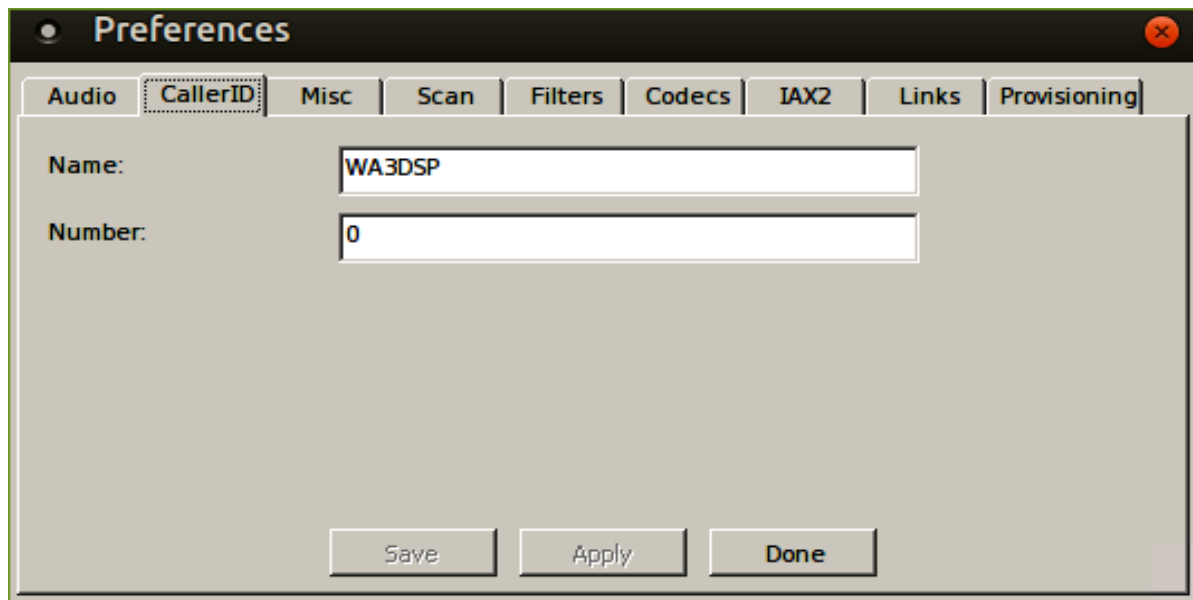 Preferences
Audio CallerID Misc Scan Filters Codecs IAX2 Links Provisioning
Name: WA3DSP
Number: 0
Save Apply Done